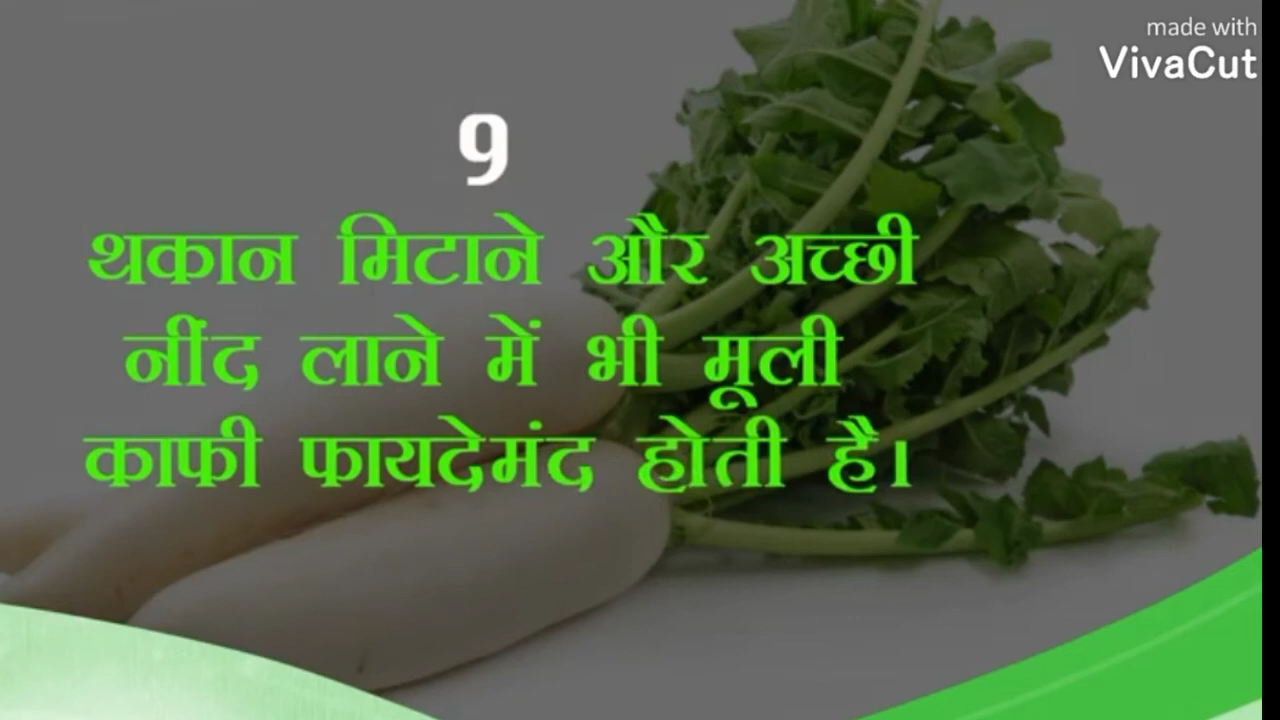 made with
VivaCut
9
थकान मिटाने और अच्छी
नींद लाने में भी मूली
काफी फायदेमंद होती है।